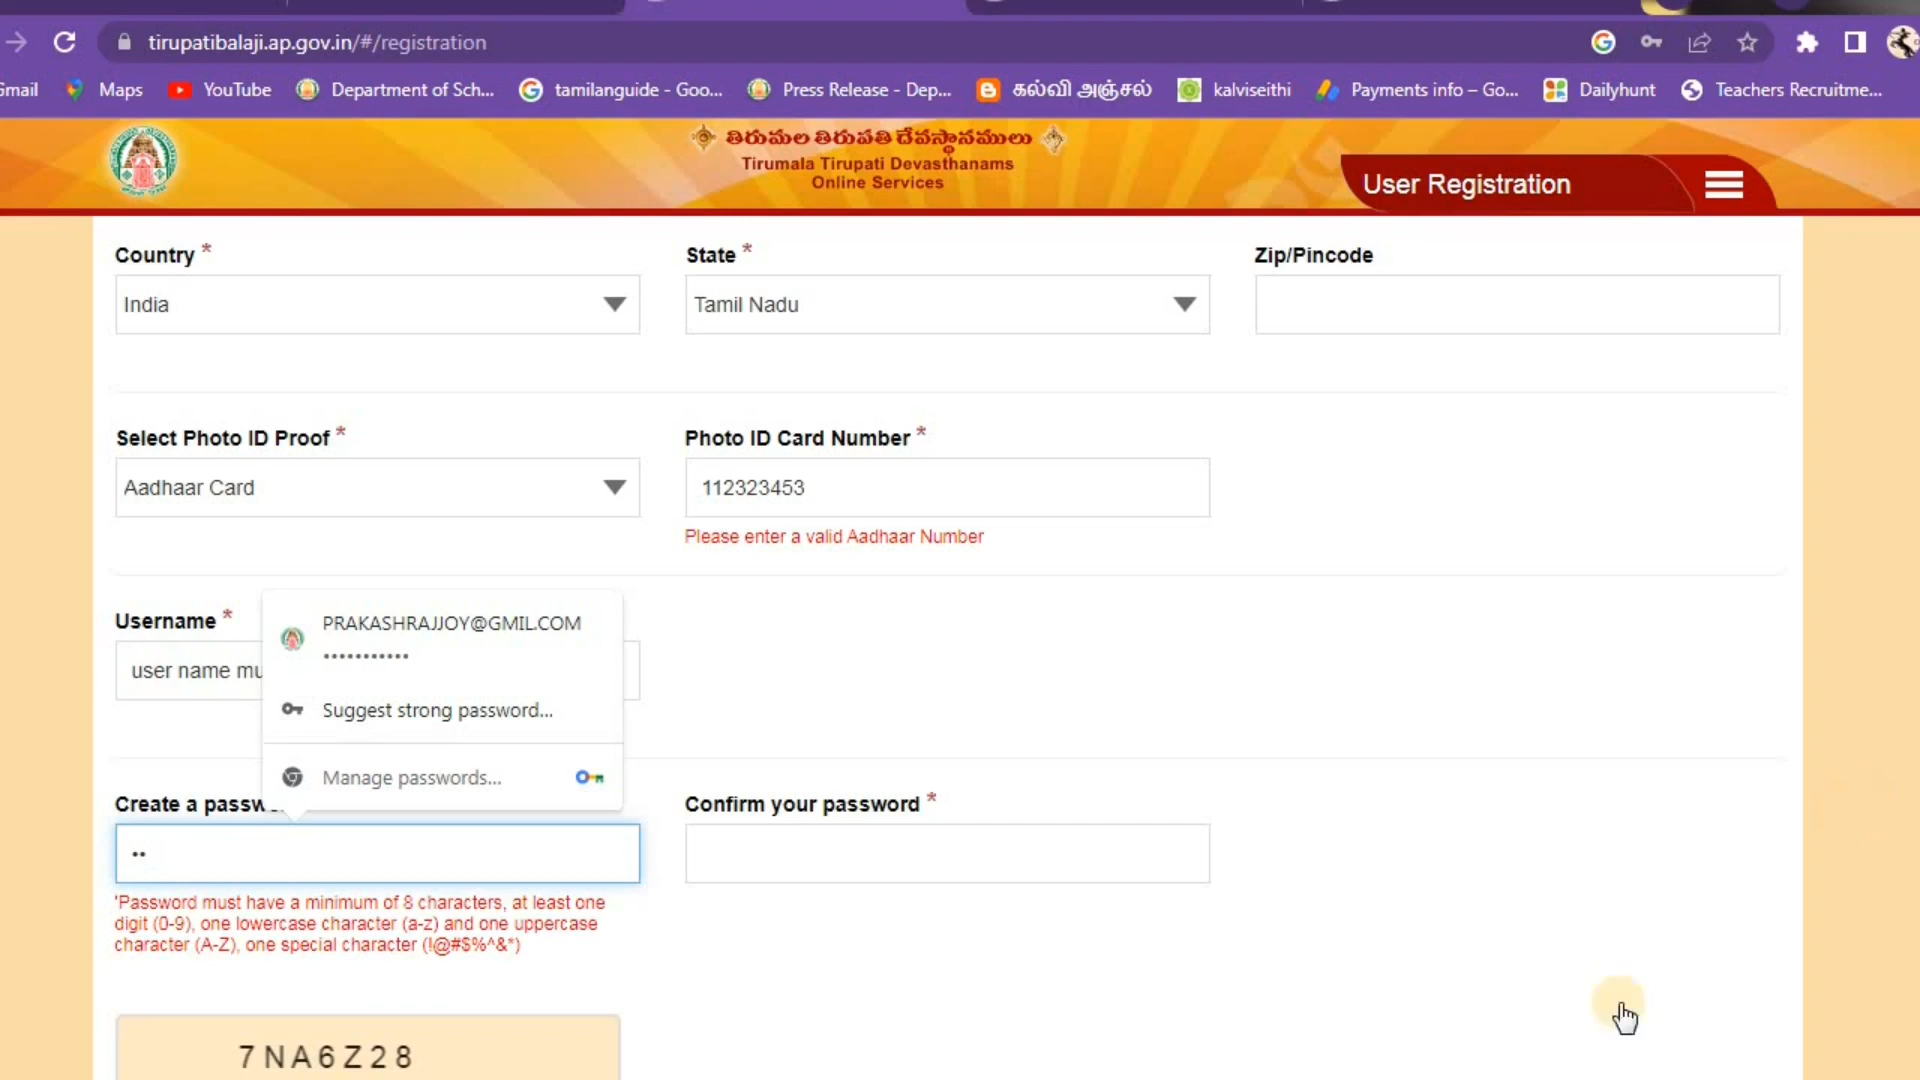 tirupatibalaji.ap.gov.in/#/registration
Gmail Maps YouTube Department of Sch... tamilanguide - Goo... Press Release - Dep... கல்வி அஞ்சல் kalviseithi Payments info – Go... Dailyhunt Teachers Recruitme...
తిరుమల తిరుపతి దేవస్థానములు
Tirumala Tirupati Devasthanams
Online Services
User Registration
Country * State * Zip/Pincode
India Tamil Nadu
Select Photo ID Proof * Photo ID Card Number *
Aadhaar Card 112323453
Please enter a valid Aadhaar Number
Username *
user name mu
PRAKASHRAJJOY@GMIL.COM
•••••••••••
Suggest strong password...
Manage passwords...
Create a passw Confirm your password *
••
'Password must have a minimum of 8 characters, at least one
digit (0-9), one lowercase character (a-z) and one uppercase
character (A-Z), one special character (!@#$%^&*)
7NA6Z28